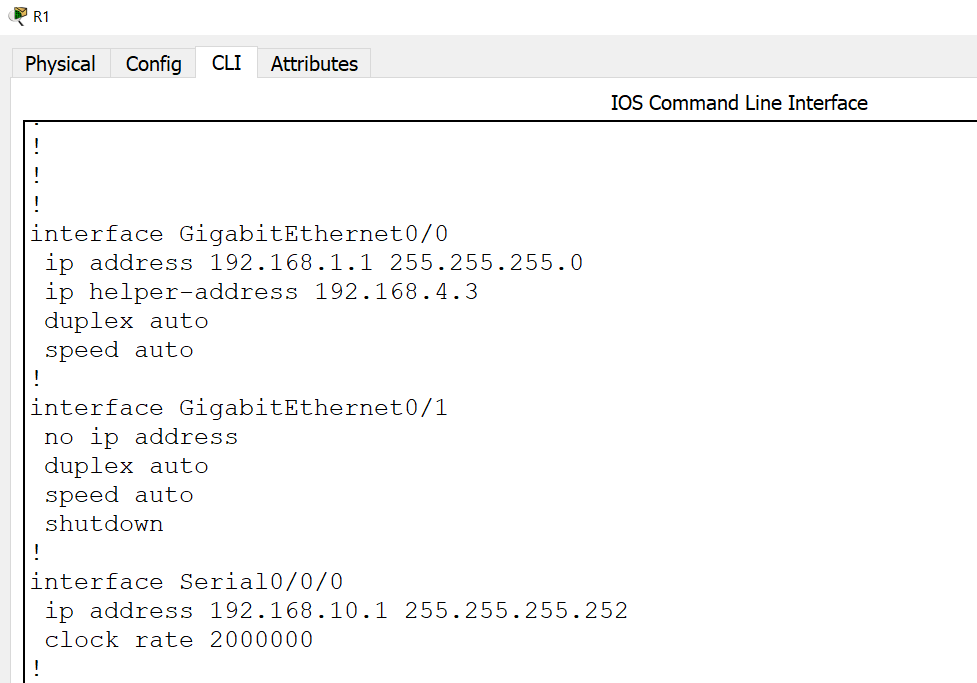 R1
Physical Config CLI Attributes
IOS Command Line Interface
!
!
!
!
interface GigabitEthernet0/0
 ip address 192.168.1.1 255.255.255.0
 ip helper-address 192.168.4.3
 duplex auto
 speed auto
!
interface GigabitEthernet0/1
 no ip address
 duplex auto
 speed auto
 shutdown
!
interface Serial0/0/0
 ip address 192.168.10.1 255.255.255.252
 clock rate 2000000
!